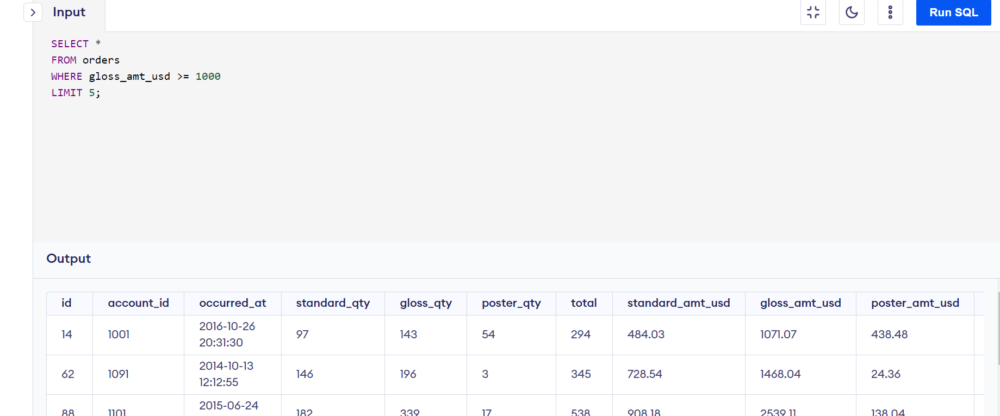 Input
Run SQL
SELECT *
FROM orders
WHERE gloss_amt_usd >= 1000
LIMIT 5;
Output
id account_id occurred_at standard_qty gloss_qty poster_qty total standard_amt_usd gloss_amt_usd poster_amt_usd
14 1001 2016-10-26 20:31:30 97 143 54 294 484.03 1071.07 438.48
62 1091 2014-10-13 12:12:55 146 196 3 345 728.54 1468.04 24.36
88 1101 2015-06-24 182 339 17 538 908.18 2539.11 138.04